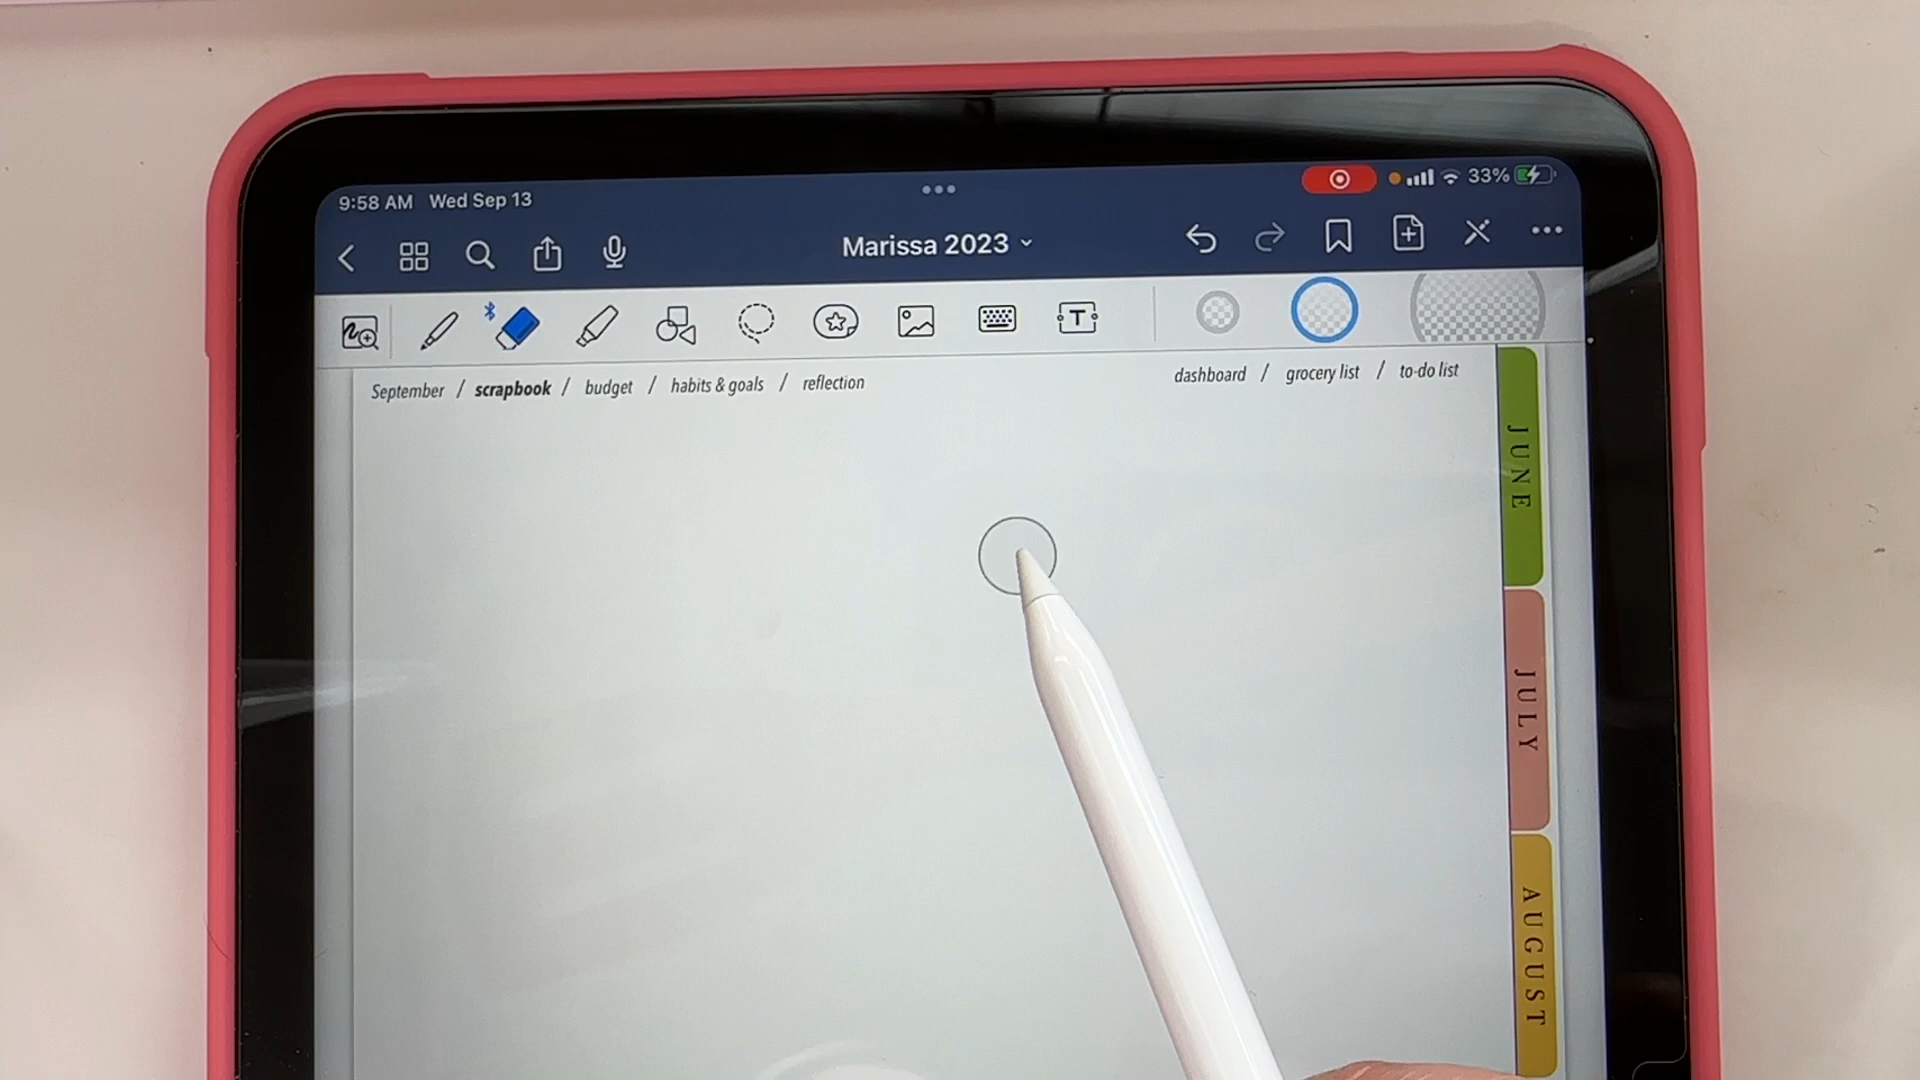 9:58 AM Wed Sep 13
33%
Marissa 2023
T
September / scrapbook / budget / habits & goals / reflection
dashboard / grocery list / to-do list
JUNE
JULY
AUGUST